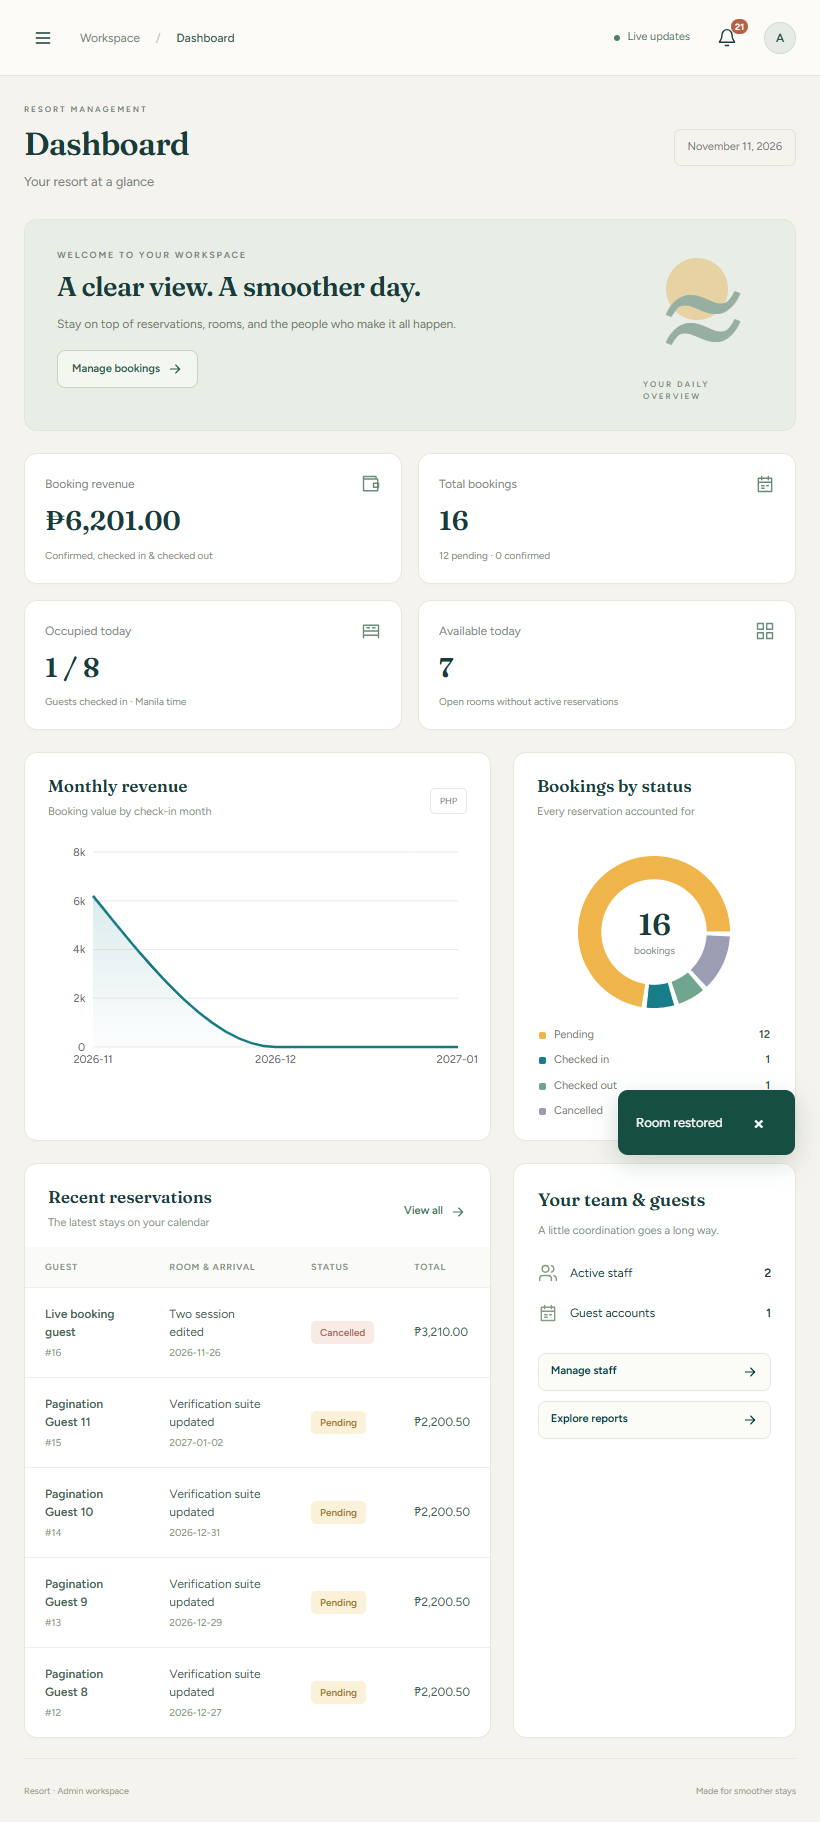 Workspace / Dashboard
Live updates
21
A
RESORT MANAGEMENT
Dashboard
November 11, 2026
Your resort at a glance
WELCOME TO YOUR WORKSPACE
A clear view. A smoother day.
Stay on top of reservations, rooms, and the people who make it all happen.
Manage bookings
YOUR DAILY
OVERVIEW
Booking revenue
₱6,201.00
Confirmed, checked in & checked out
Total bookings
16
12 pending · 0 confirmed
Occupied today
1 / 8
Guests checked in · Manila time
Available today
7
Open rooms without active reservations
Monthly revenue
Booking value by check-in month
PHP
8k
6k
4k
2k
0
2026-11 2026-12 2027-01
Bookings by status
Every reservation accounted for
16
bookings
Pending 12
Checked in 1
Checked out 1
Cancelled
Room restored ×
Recent reservations
The latest stays on your calendar
View all
GUEST ROOM & ARRIVAL STATUS TOTAL
Live booking
guest
#16
Two session
edited
2026-11-26
Cancelled
₱3,210.00
Pagination
Guest 11
#15
Verification suite
updated
2027-01-02
Pending
₱2,200.50
Pagination
Guest 10
#14
Verification suite
updated
2026-12-31
Pending
₱2,200.50
Pagination
Guest 9
#13
Verification suite
updated
2026-12-29
Pending
₱2,200.50
Pagination
Guest 8
#12
Verification suite
updated
2026-12-27
Pending
₱2,200.50
Your team & guests
A little coordination goes a long way.
Active staff 2
Guest accounts 1
Manage staff
Explore reports
Resort · Admin workspace
Made for smoother stays